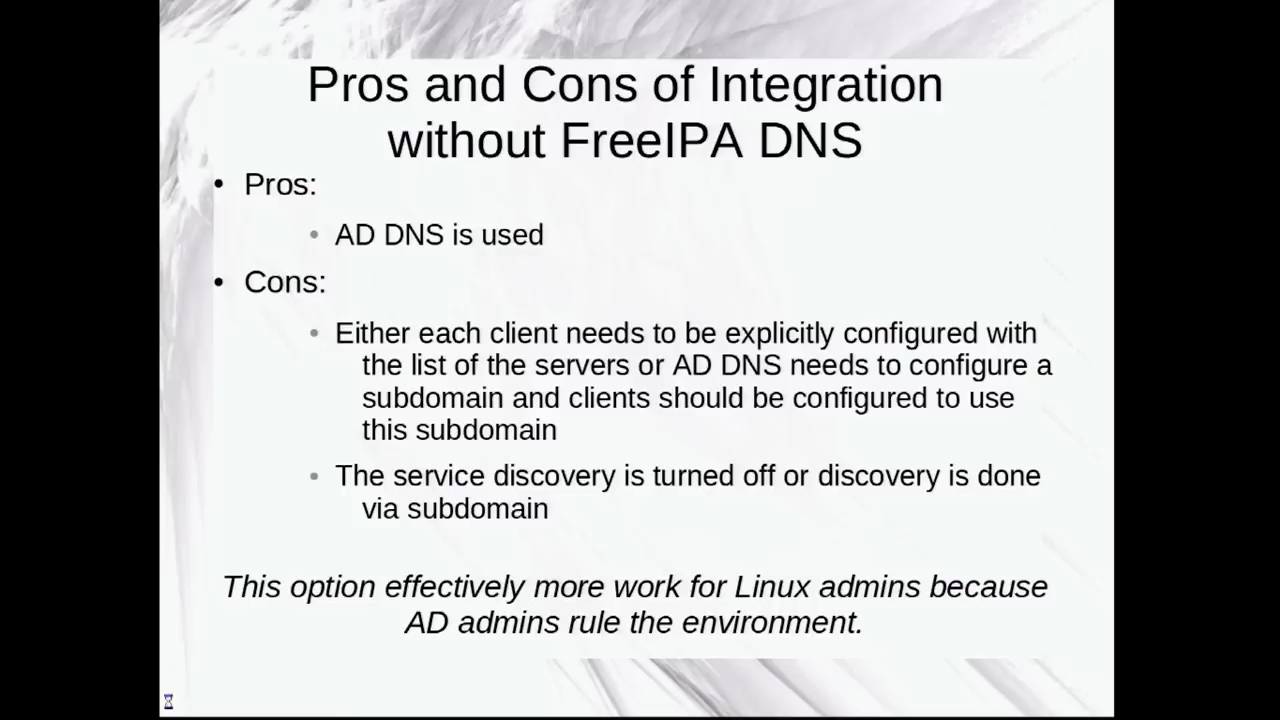 Pros and Cons of Integration
without FreeIPA DNS
• Pros:
• AD DNS is used
• Cons:
• Either each client needs to be explicitly configured with
the list of the servers or AD DNS needs to configure a
subdomain and clients should be configured to use
this subdomain
• The service discovery is turned off or discovery is done
via subdomain
This option effectively more work for Linux admins because
AD admins rule the environment.